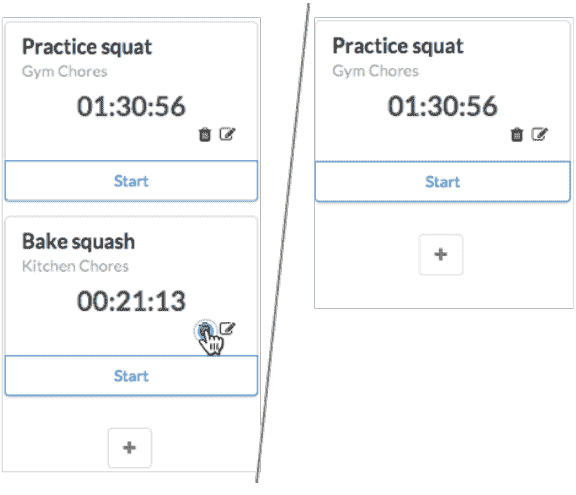 Practice squat
Gym Chores
01:30:56
Start
Bake squash
Kitchen Chores
00:21:13
Start
+
Practice squat
Gym Chores
01:30:56
Start
+